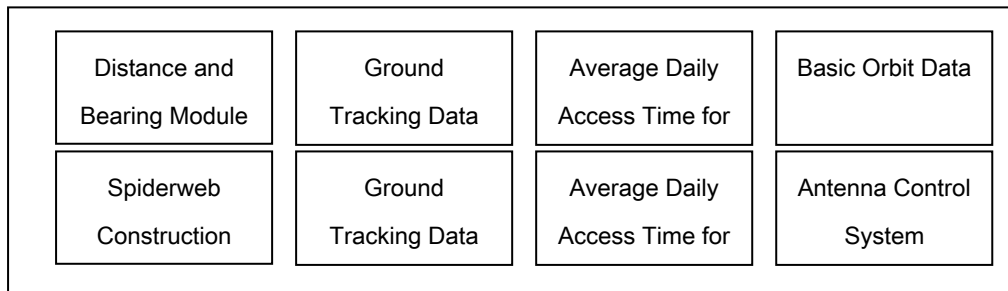 Distance and
Bearing Module
Ground
Tracking Data
Average Daily
Access Time for
Basic Orbit Data
Spiderweb
Construction
Ground
Tracking Data
Average Daily
Access Time for
Antenna Control
System